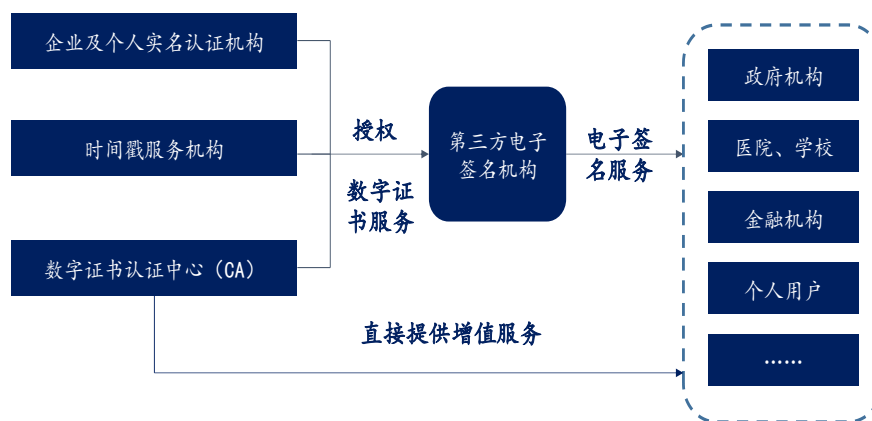 企业及个人实名认证机构
时间戳服务机构
数字证书认证中心（CA）
授权
数字证
书服务
第三方电子
签名机构
电子签
名服务
直接提供增值服务
政府机构
医院、学校
金融机构
个人用户
……